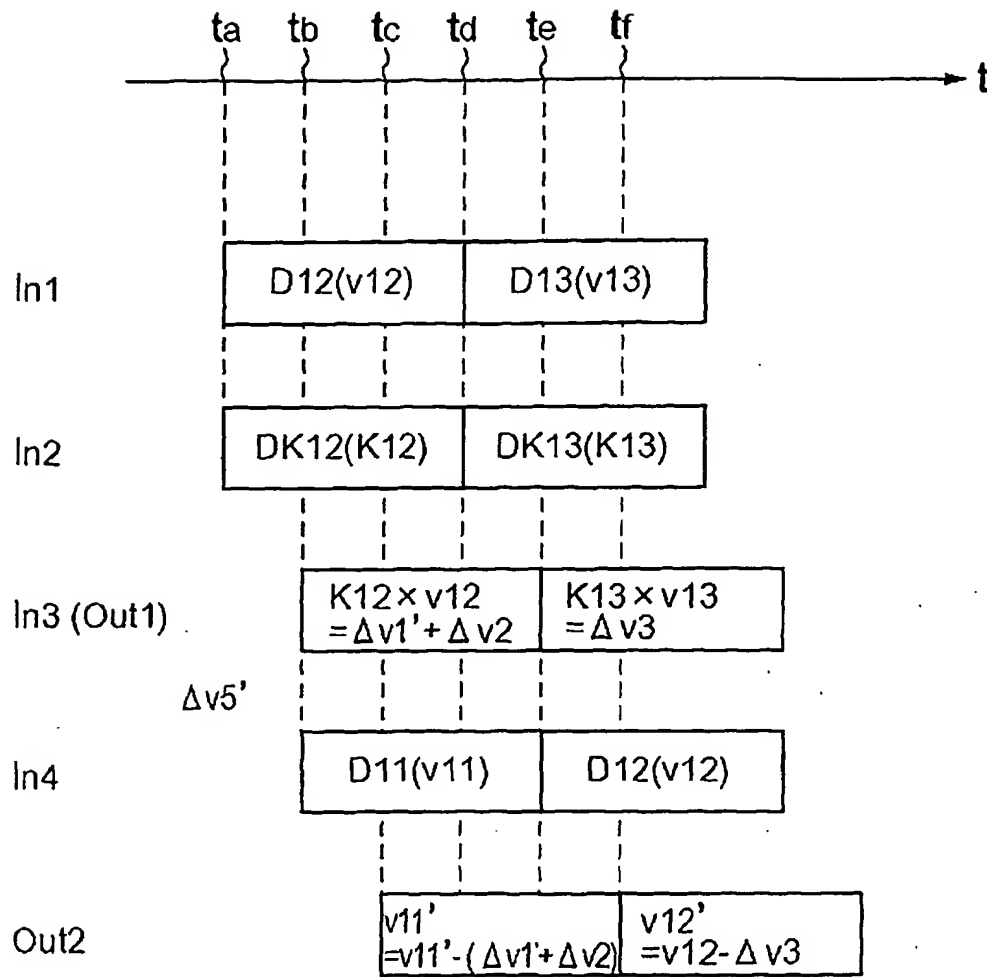 ta tb tc td te tf
t
In1 D12(v12) D13(v13)
In2 DK12(K12) DK13(K13)
In3 (Out1) K12×v12 K13×v13
=Δv1'+Δv2 =Δv3
Δv5'
In4 D11(v11) D12(v12)
Out2 v11' v12'
=v11'-(Δv1'+Δv2) =v12-Δv3